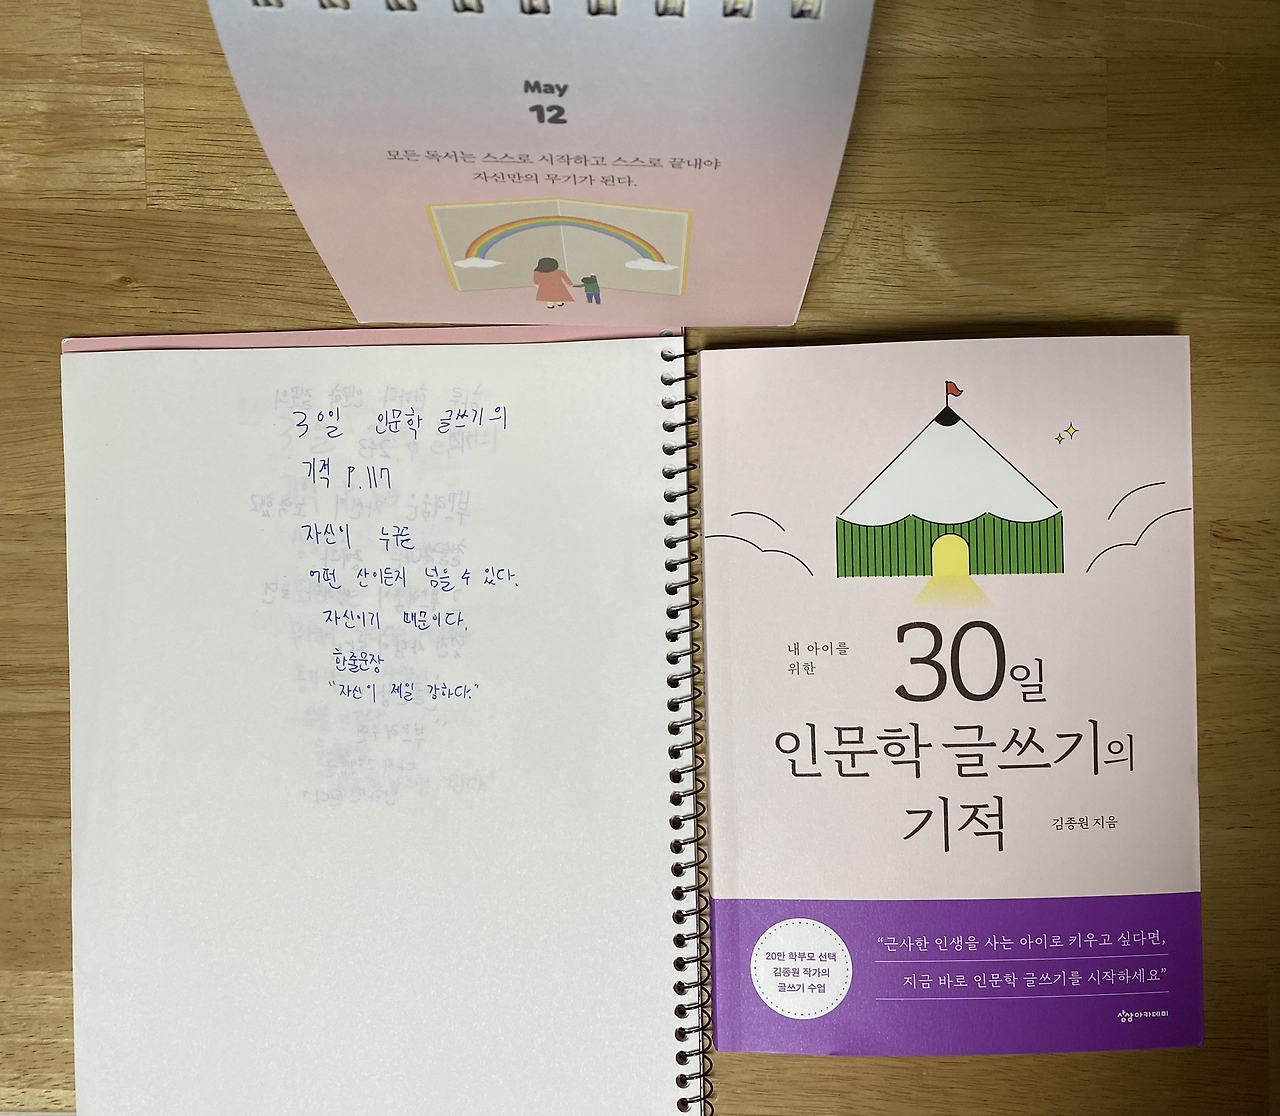 May
12
모든 독서는 스스로 시작하고 스스로 끝내야
자신만의 무기가 된다.
30일 인문학 글쓰기의
기적 P.117
자신이 누구든
어떤 산이든지 넘을 수 있다.
자신이기 때문이다.
한줄문장
"자신이 제일 강하다."
내 아이를
위한
30일
인문학 글쓰기의
기적
김종원 지음
20만 학부모 선택
김종원 작가의
글쓰기 수업
“근사한 인생을 사는 아이로 키우고 싶다면,
지금 바로 인문학 글쓰기를 시작하세요”
상상아카데미